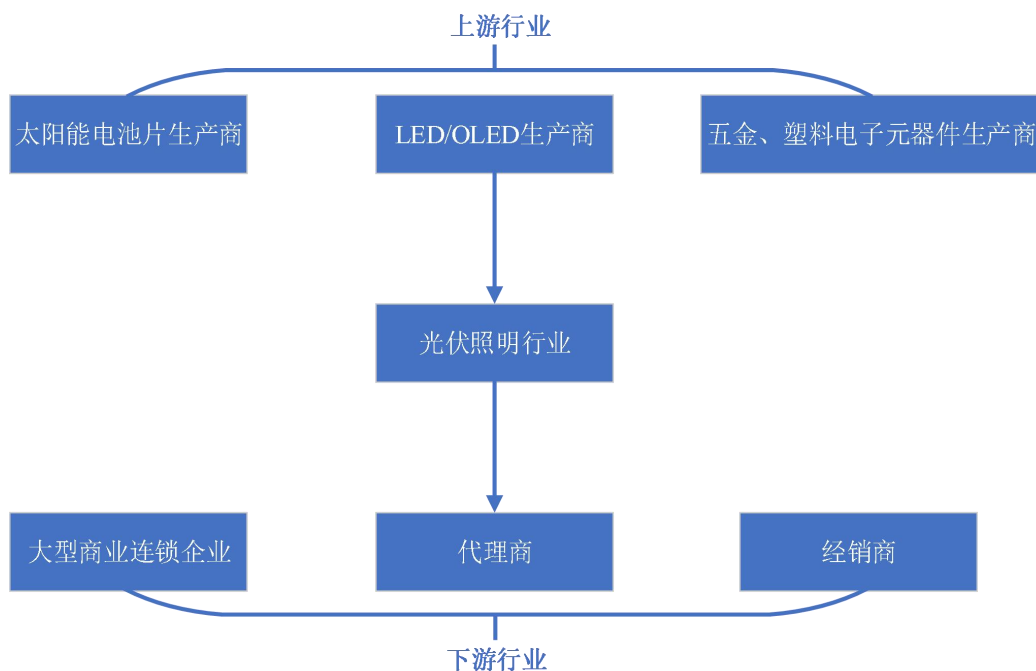 上游行业
太阳能电池片生产商
LED/OLED生产商
五金、塑料电子元器件生产商
光伏照明行业
大型商业连锁企业
代理商
经销商
下游行业